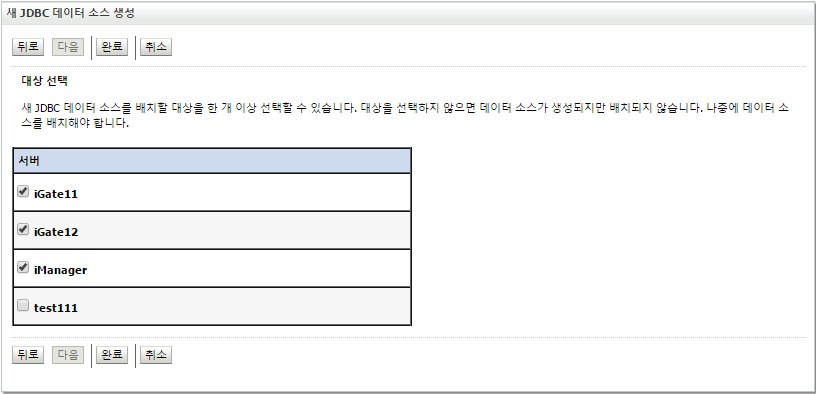 새 JDBC 데이터 소스 생성
뒤로 다음 완료 취소
대상 선택
새 JDBC 데이터 소스를 배치할 대상을 한 개 이상 선택할 수 있습니다. 대상을 선택하지 않으면 데이터 소스가 생성되지만 배치되지 않습니다. 나중에 데이터 소
스를 배치해야 합니다.
서버
iGate11
iGate12
iManager
test111
뒤로 다음 완료 취소